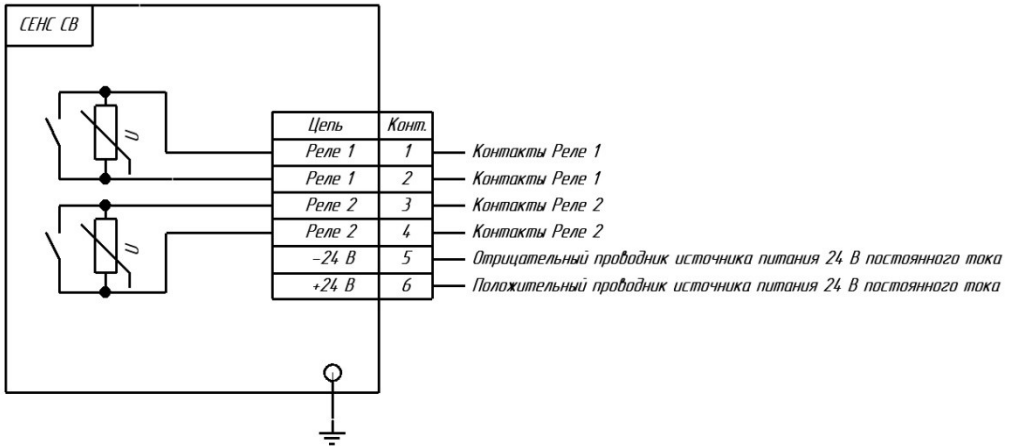 СЕНС СВ
U
U
Цепь Конт.
Реле 1 1 Контакты Реле 1
Реле 1 2 Контакты Реле 1
Реле 2 3 Контакты Реле 2
Реле 2 4 Контакты Реле 2
-24 В 5 Отрицательный проводник источника питания 24 В постоянного тока
+24 В 6 Положительный проводник источника питания 24 В постоянного тока